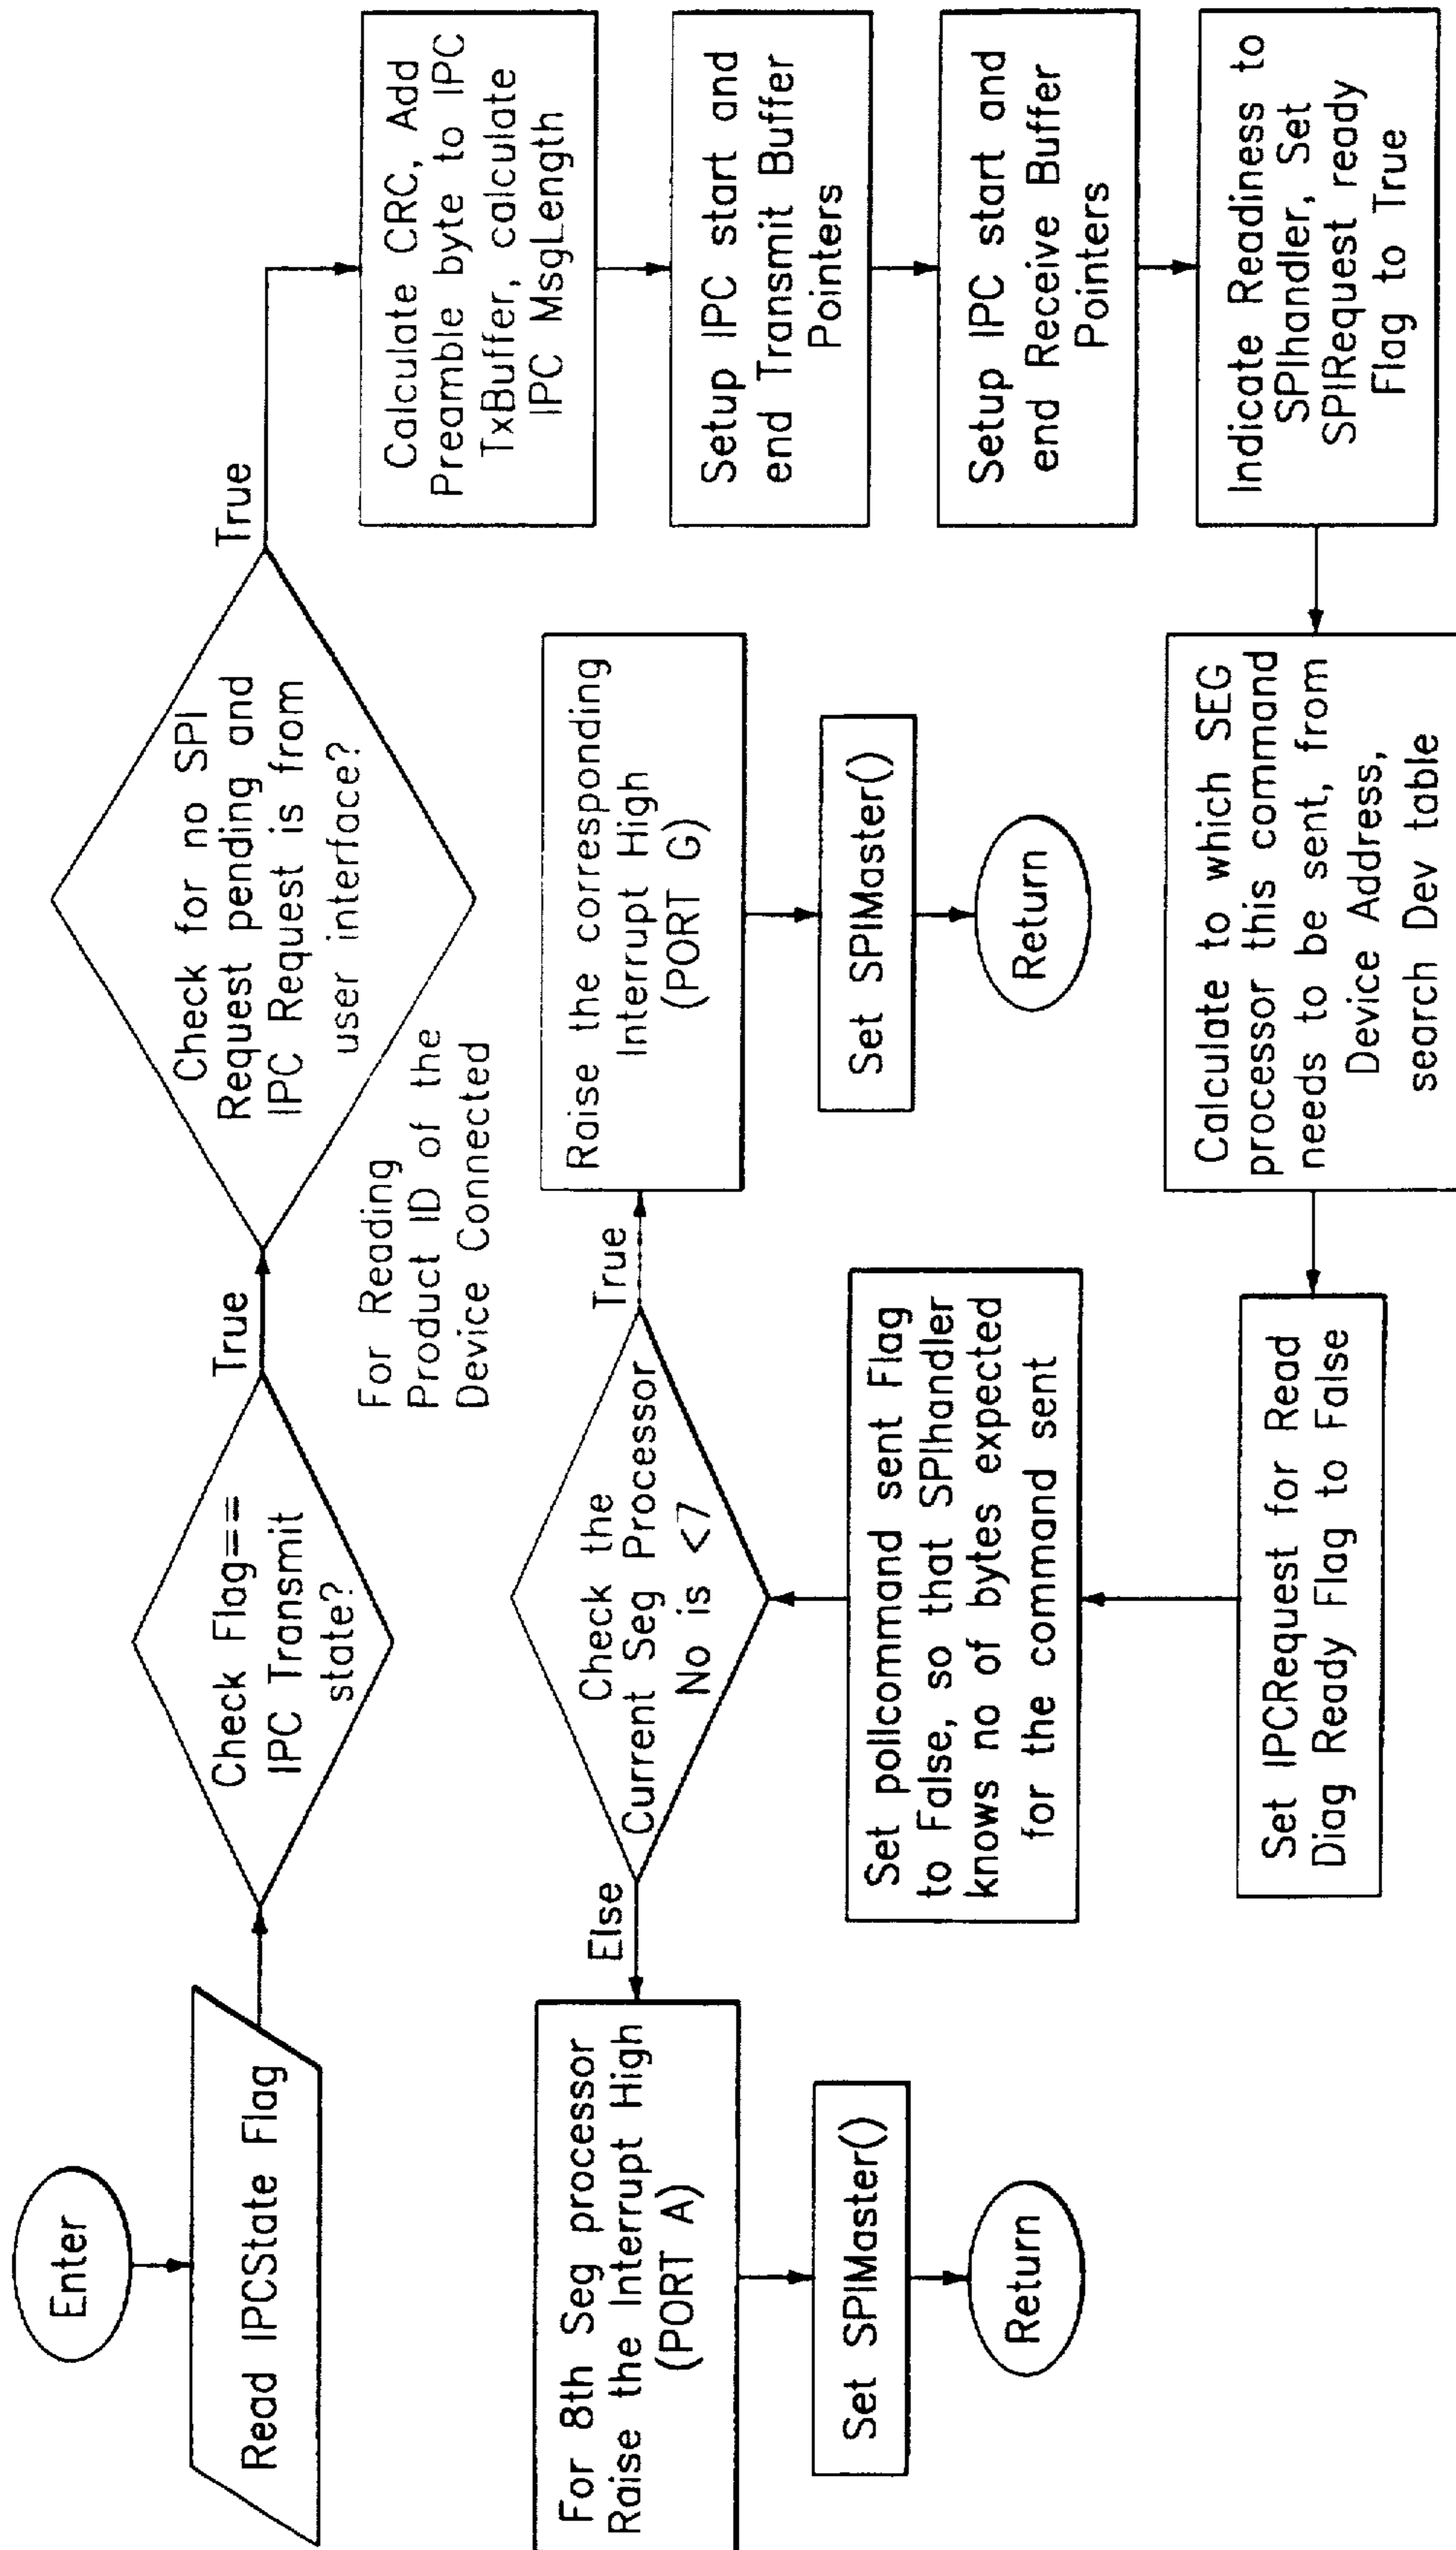 Enter
Read IPCState Flag
Check Flag==
IPC Transmit
state?
True
Check for no SPI
Request pending and
IPC Request is from
user interface?
True
For Reading
Product ID of the
Device Connected
Calculate CRC, Add
Preamble byte to IPC
TxBuffer, calculate
IPC MsgLength
Setup IPC start and
end Transmit Buffer
Pointers
Setup IPC start and
end Receive Buffer
Pointers
Indicate Readiness to
SPIhandler, Set
SPIRequest ready
Flag to True
Calculate to which SEG
processor this command
needs to be sent, from
Device Address,
search Dev table
Set IPCRequest for Read
Diag Ready Flag to False
Set pollcommand sent Flag
to False, so that SPIhandler
knows no of bytes expected
for the command sent
Check the
Current Seg Processor
No is <7
True
Raise the corresponding
Interrupt High
(PORT G)
Set SPIMaster()
Return
Else
For 8th Seg processor
Raise the Interrupt High
(PORT A)
Set SPIMaster()
Return